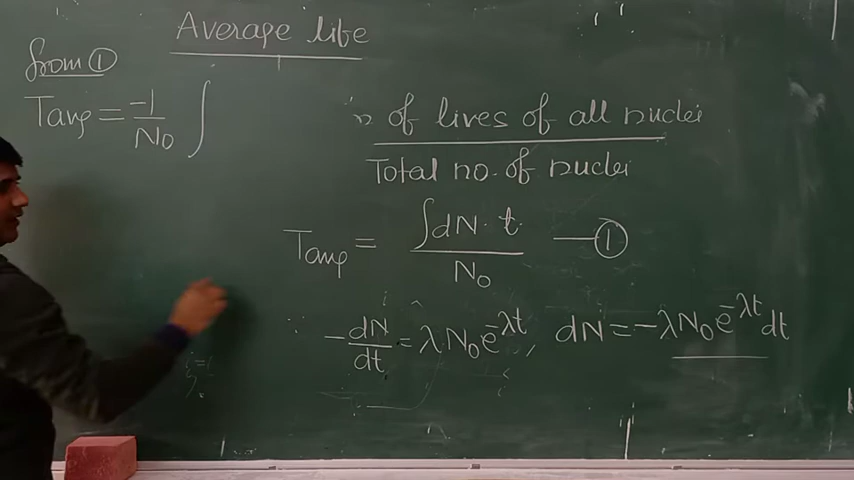 Average life
from ①
Tavg = -1/N₀ ∫
n of lives of all nuclei
Total no. of nuclei
Tavg = ∫dN · t / N₀ —①
∵ -dN/dt = λN₀e^-λt, dN = -λN₀e^-λt dt